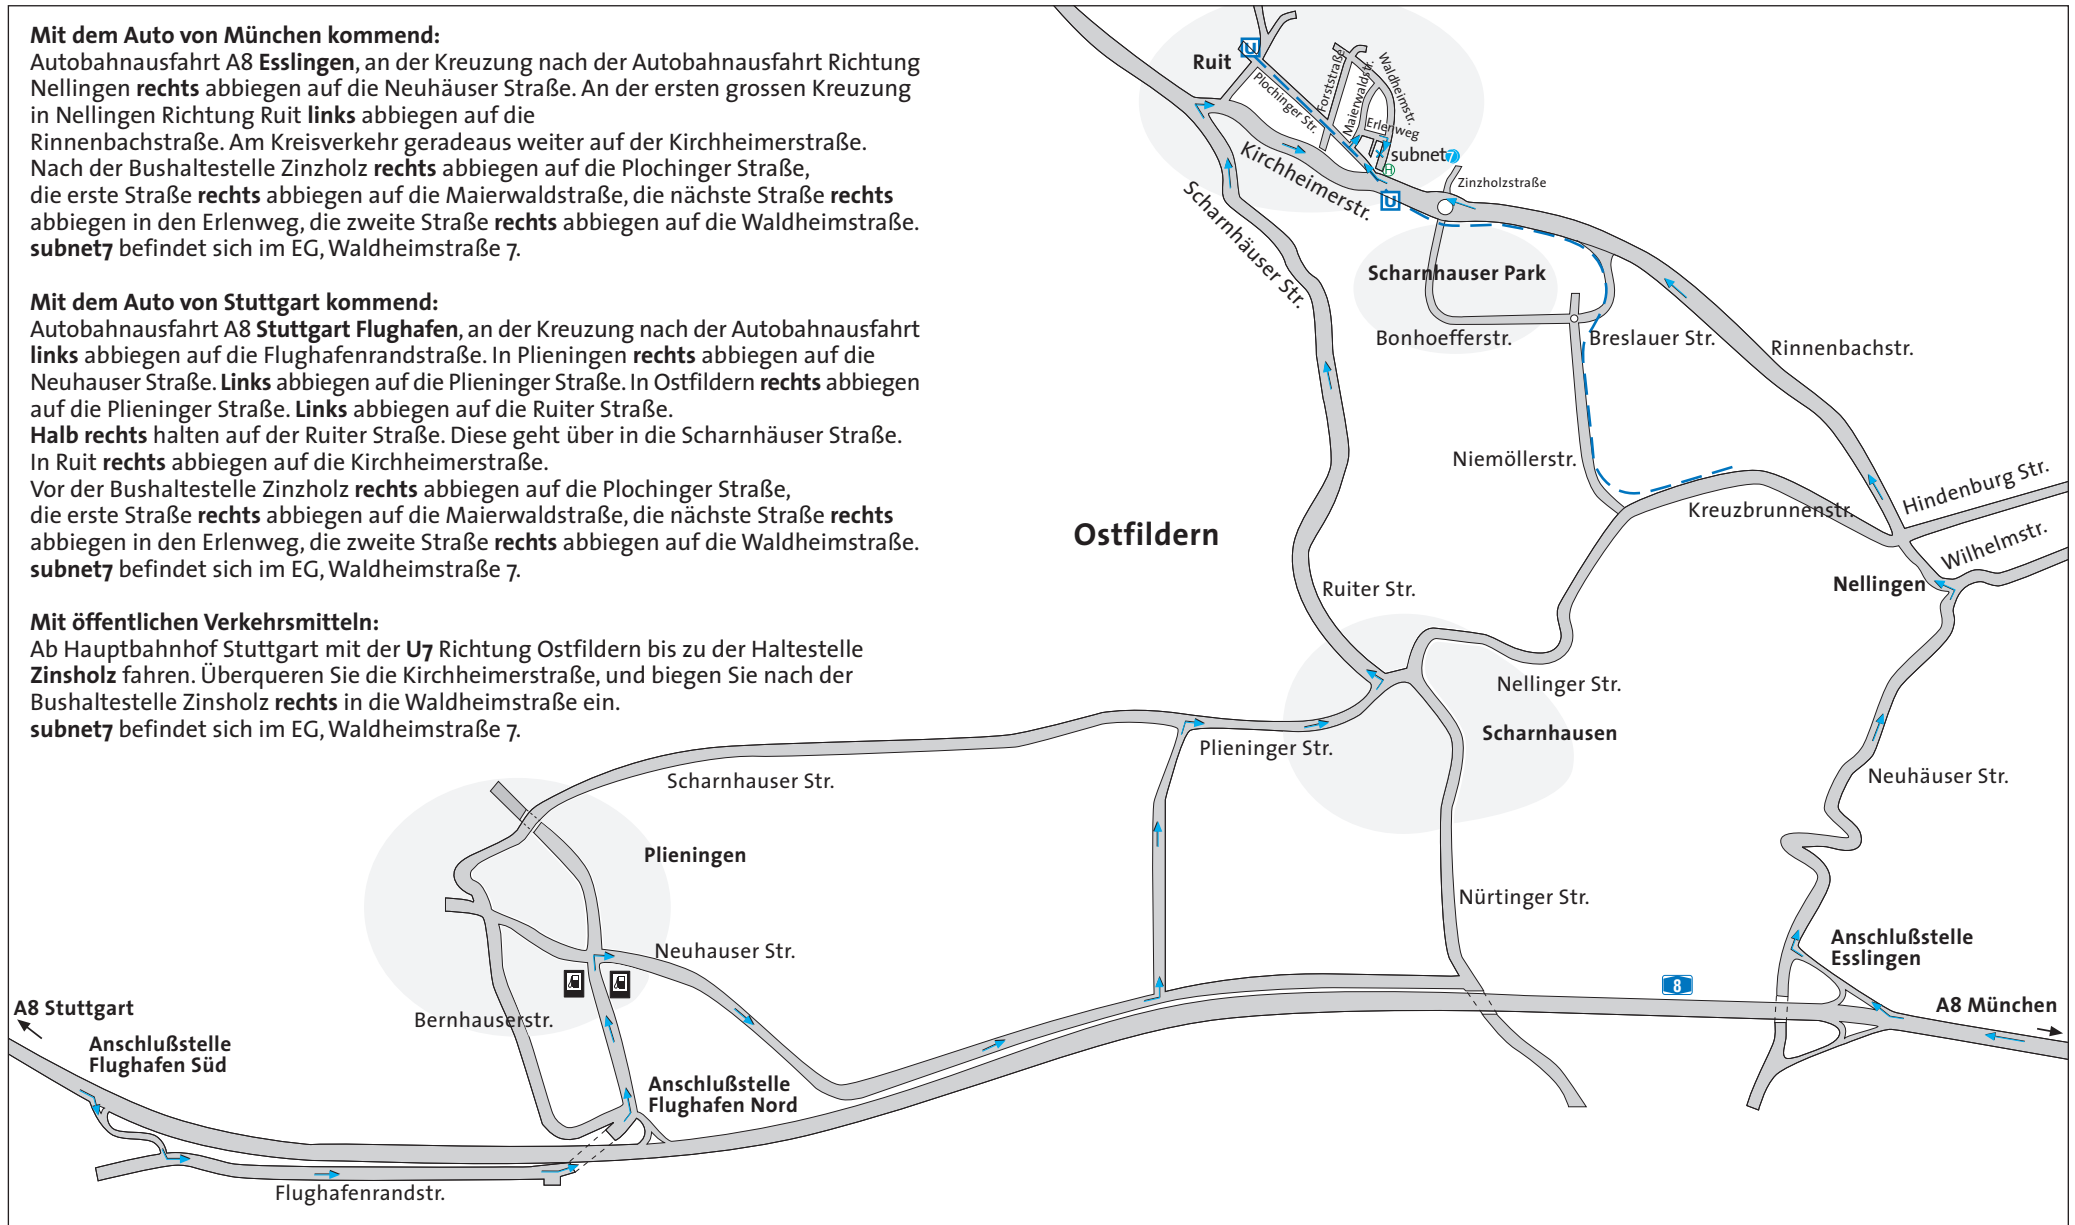 Mit dem Auto von München kommend:
Autobahnausfahrt A8 Esslingen, an der Kreuzung nach der Autobahnausfahrt Richtung
Nellingen rechts abbiegen auf die Neuhäuser Straße. An der ersten grossen Kreuzung
in Nellingen Richtung Ruit links abbiegen auf die
Rinnenbachstraße. Am Kreisverkehr geradeaus weiter auf der Kirchheimerstraße.
Nach der Bushaltestelle Zinzholz rechts abbiegen auf die Plochinger Straße,
die erste Straße rechts abbiegen auf die Maierwaldstraße, die nächste Straße rechts
abbiegen in den Erlenweg, die zweite Straße rechts abbiegen auf die Waldheimstraße.
subnet7 befindet sich im EG, Waldheimstraße 7.
Mit dem Auto von Stuttgart kommend:
Autobahnausfahrt A8 Stuttgart Flughafen, an der Kreuzung nach der Autobahnausfahrt
links abbiegen auf die Flughafenrandstraße. In Plieningen rechts abbiegen auf die
Neuhauser Straße. Links abbiegen auf die Plieninger Straße. In Ostfildern rechts abbiegen
auf die Plieninger Straße. Links abbiegen auf die Ruiter Straße.
Halb rechts halten auf der Ruiter Straße. Diese geht über in die Scharnhäuser Straße.
In Ruit rechts abbiegen auf die Kirchheimerstraße.
Vor der Bushaltestelle Zinzholz rechts abbiegen auf die Plochinger Straße,
die erste Straße rechts abbiegen auf die Maierwaldstraße, die nächste Straße rechts
abbiegen in den Erlenweg, die zweite Straße rechts abbiegen auf die Waldheimstraße.
subnet7 befindet sich im EG, Waldheimstraße 7.
Mit öffentlichen Verkehrsmitteln:
Ab Hauptbahnhof Stuttgart mit der U7 Richtung Ostfildern bis zu der Haltestelle
Zinsholz fahren. Überqueren Sie die Kirchheimerstraße, und biegen Sie nach der
Bushaltestelle Zinsholz rechts in die Waldheimstraße ein.
subnet7 befindet sich im EG, Waldheimstraße 7.
Ruit
U
Plochinger Str.
Forststraße
Maierwaldstr.
Waldheimstr.
Erlenweg
subnet7
H
U
Zinzholzstraße
Kirchheimerstr.
Scharnhäuser Str.
Scharnhauser Park
Bonhoefferstr.
Breslauer Str.
Rinnenbachstr.
Niemöllerstr.
Kreuzbrunnenstr.
Hindenburg Str.
Wilhelmstr.
Nellingen
Ostfildern
Ruiter Str.
Nellinger Str.
Scharnhausen
Plieninger Str.
Neuhäuser Str.
Scharnhauser Str.
Plieningen
Nürtinger Str.
Neuhauser Str.
Bernhauserstr.
Anschlußstelle
Esslingen
8
A8 München
A8 Stuttgart
Anschlußstelle
Flughafen Süd
Anschlußstelle
Flughafen Nord
Flughafenrandstr.